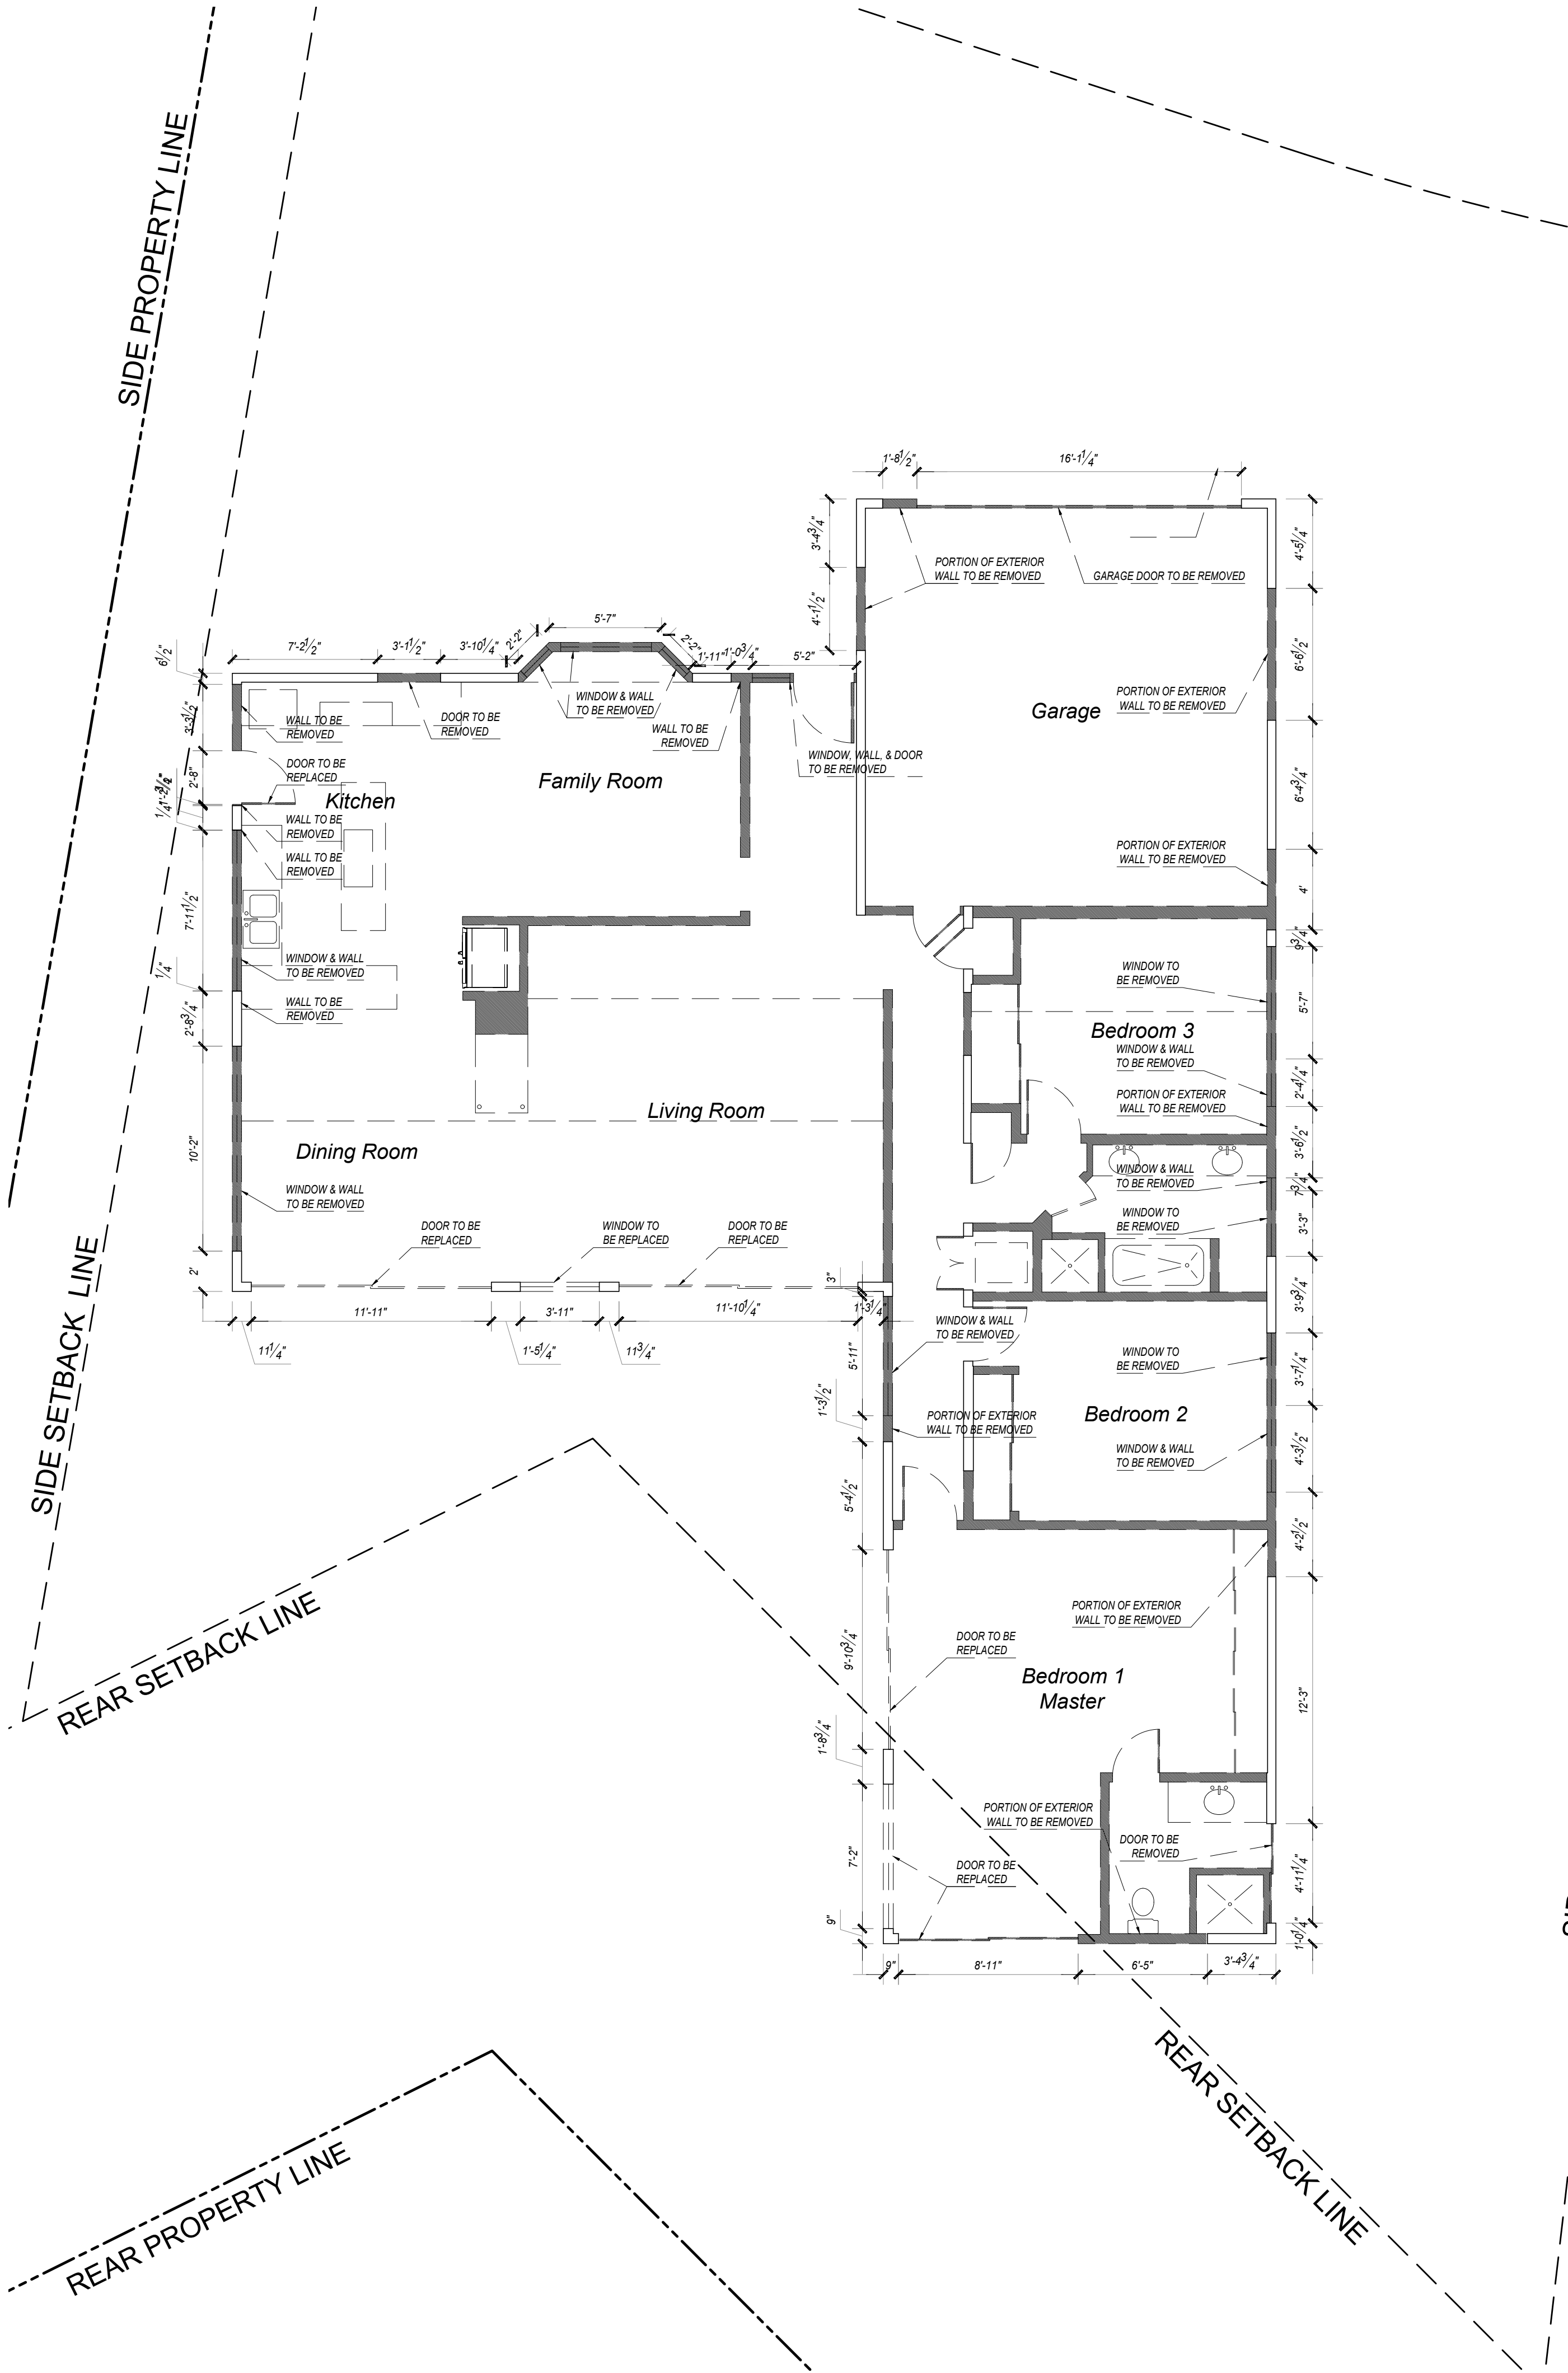 SIDE PROPERTY LINE
1'-8 1/2"
16'-1 1/4"
3'-4 3/4"
4'-5 1/4"
PORTION OF EXTERIOR
WALL TO BE REMOVED
GARAGE DOOR TO BE REMOVED
4'-1 1/2"
6'-6 1/2"
5'-7"
2'-2"
2'-2"
7'-2 1/2"
3'-1 1/2"
3'-10 1/4"
1'-11"
1'-0 3/4"
5'-2"
6 1/2"
WINDOW & WALL
TO BE REMOVED
PORTION OF EXTERIOR
WALL TO BE REMOVED
Garage
3'-3 1/2"
WALL TO BE
REMOVED
DOOR TO BE
REMOVED
WALL TO BE
REMOVED
WINDOW, WALL, & DOOR
TO BE REMOVED
2'-8"
DOOR TO BE
REPLACED
Family Room
Kitchen
6'-4 3/4"
WALL TO BE
REMOVED
WALL TO BE
REMOVED
PORTION OF EXTERIOR
WALL TO BE REMOVED
4'
7'-11 1/2"
9 3/4"
WINDOW & WALL
TO BE REMOVED
1/4"
WINDOW TO
BE REMOVED
5'-7"
WALL TO BE
REMOVED
2'-8 3/4"
Bedroom 3
WINDOW & WALL
TO BE REMOVED
2'-4 1/4"
PORTION OF EXTERIOR
WALL TO BE REMOVED
Living Room
3'-6 1/2"
10'-2"
Dining Room
WINDOW & WALL
TO BE REMOVED
7 3/4"
WINDOW & WALL
TO BE REMOVED
WINDOW TO
BE REMOVED
3'-3"
DOOR TO BE
REPLACED
WINDOW TO
BE REPLACED
DOOR TO BE
REPLACED
2'
3"
3'-9 3/4"
11'-11"
3'-11"
11'-10 1/4"
1'-3 1/4"
11 1/4"
1'-5 1/4"
11 3/4"
WINDOW & WALL
TO BE REMOVED
5'-11"
WINDOW TO
BE REMOVED
3'-7 1/4"
1'-3 1/2"
PORTION OF EXTERIOR
WALL TO BE REMOVED
Bedroom 2
WINDOW & WALL
TO BE REMOVED
4'-3 1/2"
SIDE SETBACK LINE
5'-4 1/2"
4'-2 1/2"
PORTION OF EXTERIOR
WALL TO BE REMOVED
REAR SETBACK LINE
9'-10 3/4"
DOOR TO BE
REPLACED
Bedroom 1
Master
12'-3"
1'-8 3/4"
PORTION OF EXTERIOR
WALL TO BE REMOVED
DOOR TO BE
REMOVED
7'-2"
DOOR TO BE
REPLACED
4'-11 1/4"
9"
1'-0 1/4"
9"
8'-11"
6'-5"
3'-4 3/4"
REAR SETBACK LINE
REAR PROPERTY LINE